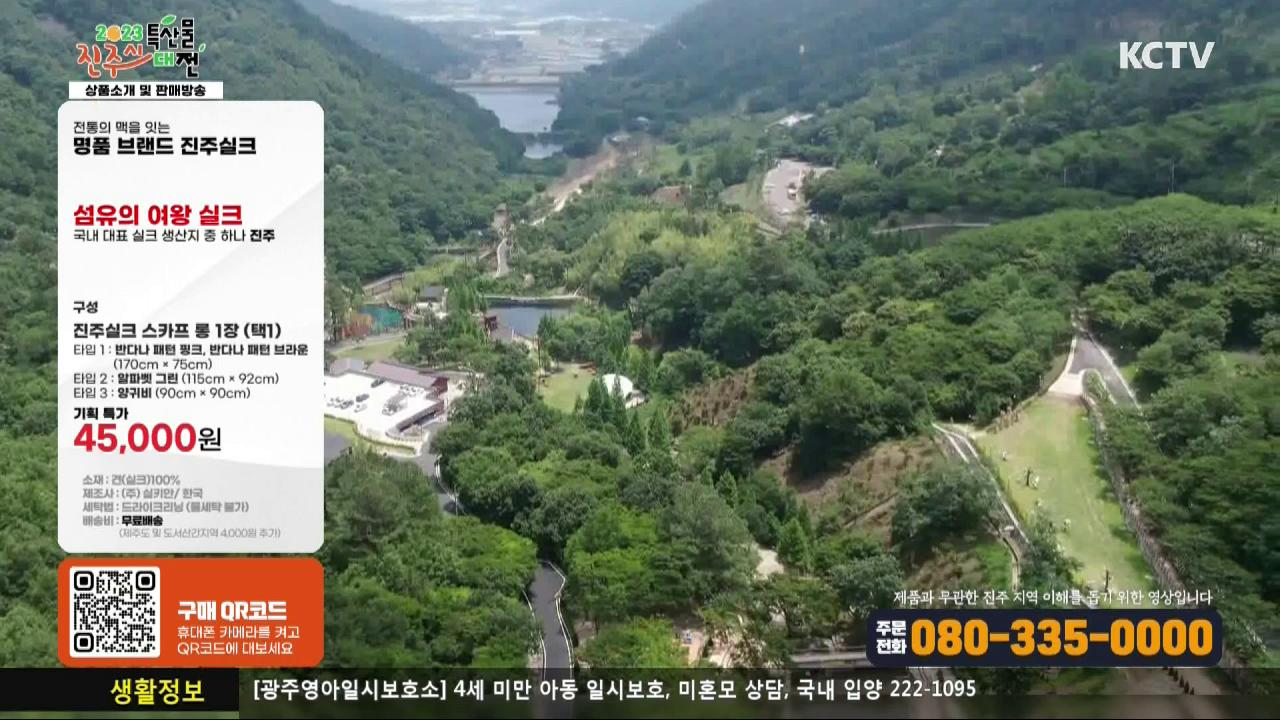 2023 진주시 특산물 대전
상품소개 및 판매방송
KCTV
전통의 맥을 잇는
명품 브랜드 진주실크
섬유의 여왕 실크
국내 대표 실크 생산지 중 하나 진주
구성
진주실크 스카프 롱 1장 (택1)
타입 1 : 반다나 패턴 핑크, 반다나 패턴 브라운
(170cm × 75cm)
타입 2 : 알파벳 그린 (115cm × 92cm)
타입 3 : 양귀비 (90cm × 90cm)
기획 특가
45,000원
소재 : 견(실크)100%
제조사 : (주) 실키안/ 한국
세탁법 : 드라이크리닝 (물세탁 불가)
배송비 : 무료배송
(제주도 및 도서산간지역 4,000원 추가)
구매 QR코드
휴대폰 카메라를 켜고
QR코드에 대보세요
제품과 무관한 진주 지역 이해를 돕기 위한 영상입니다
주문전화 080-335-0000
생활정보 [광주영아일시보호소] 4세 미만 아동 일시보호, 미혼모 상담, 국내 입양 222-1095